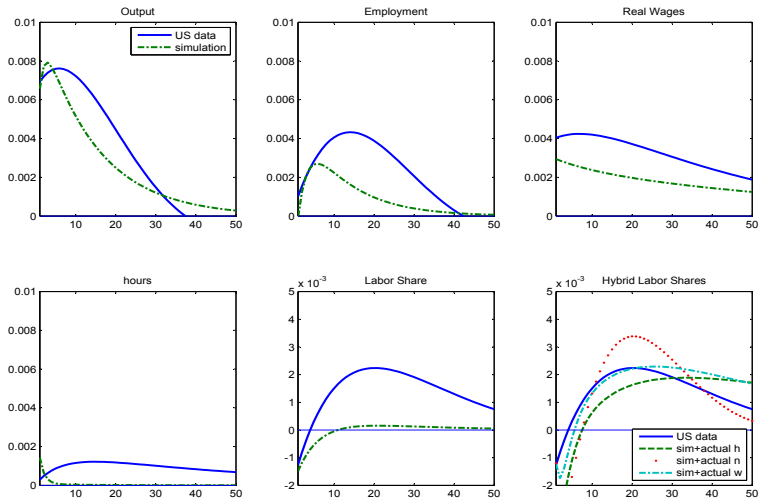 Output
Employment
Real Wages
0.01
0.008
0.006
0.004
0.002
0
10 20 30 40 50
US data
simulation
0.01
0.008
0.006
0.004
0.002
0
10 20 30 40 50
0.01
0.008
0.006
0.004
0.002
0
10 20 30 40 50
hours
Labor Share
Hybrid Labor Shares
0.01
0.008
0.006
0.004
0.002
0
10 20 30 40 50
x 10^-3
5
4
3
2
1
0
-1
-2
10 20 30 40 50
x 10^-3
5
4
3
2
1
0
-1
-2
10 20 30 40 50
US data
sim+actual h
sim+actual n
sim+actual w